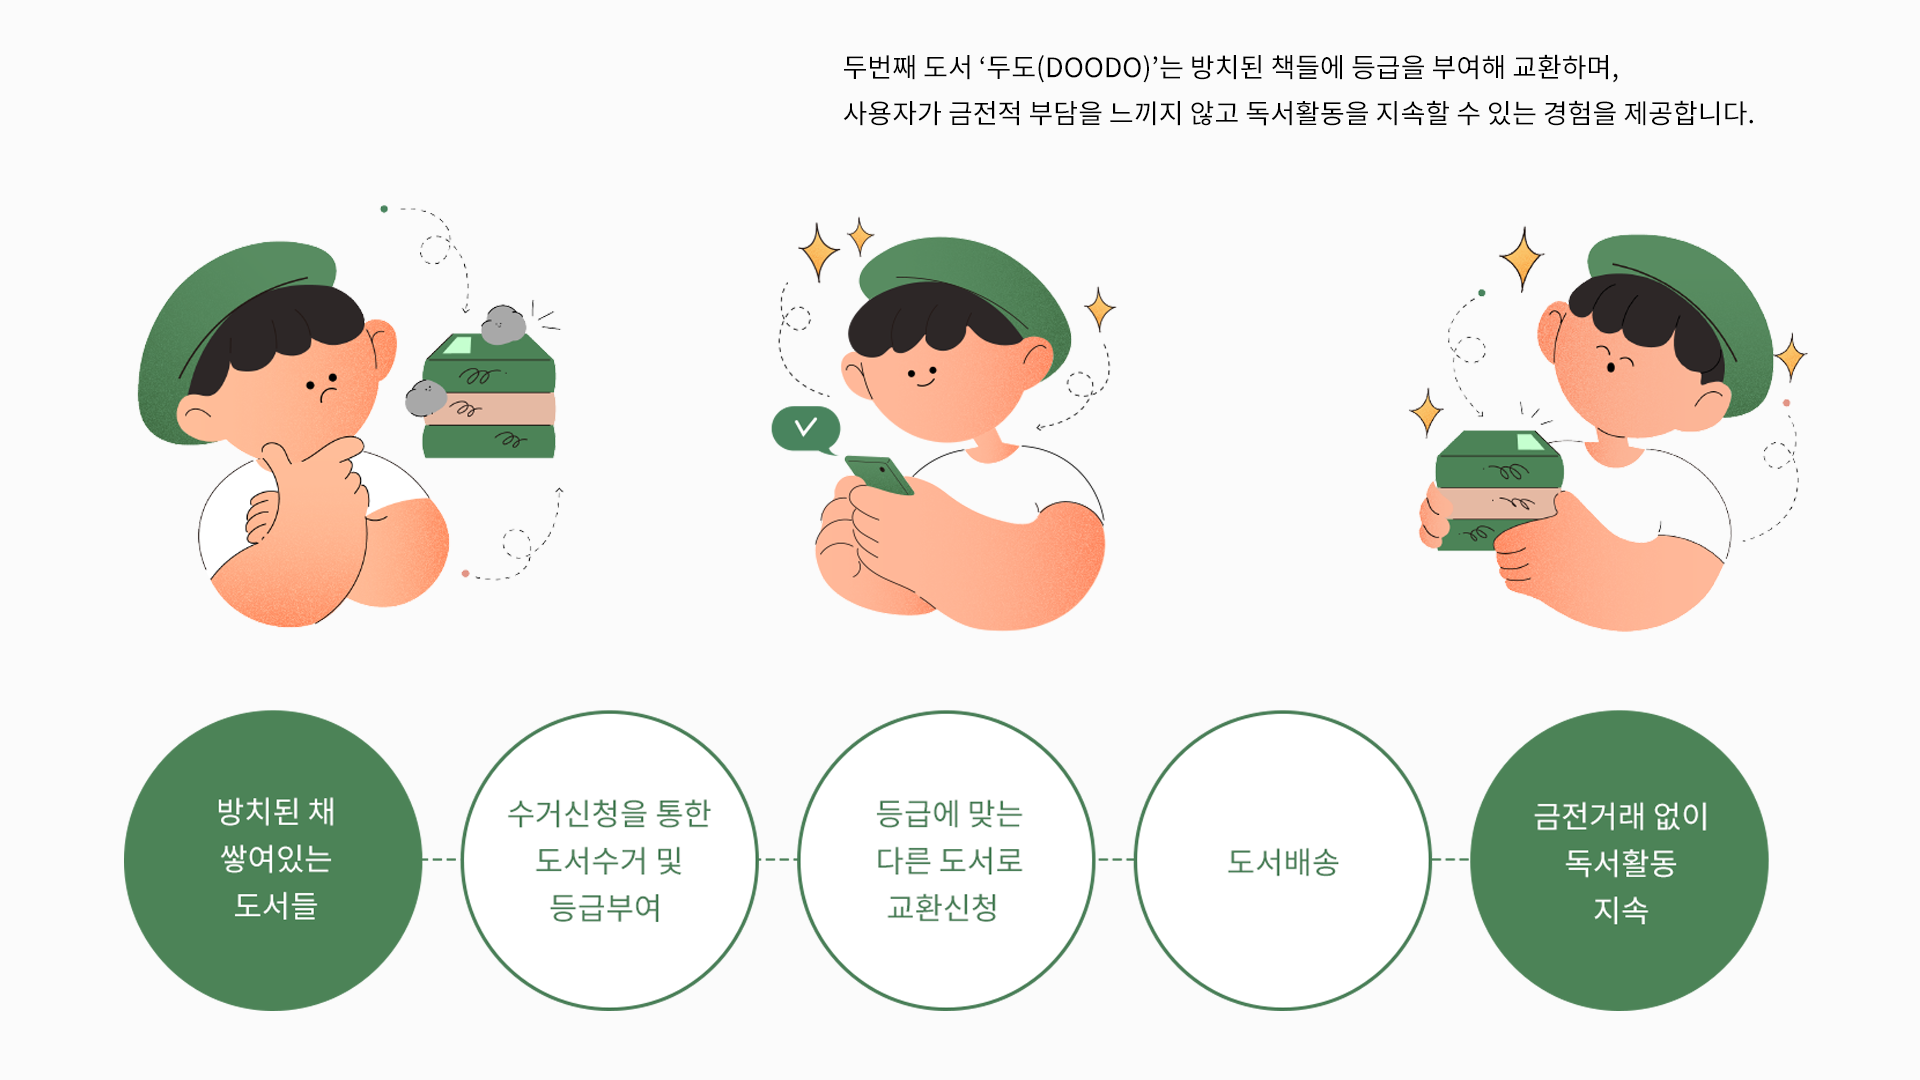 두번째 도서 ‘두도(DOODO)’는 방치된 책들에 등급을 부여해 교환하며,
사용자가 금전적 부담을 느끼지 않고 독서활동을 지속할 수 있는 경험을 제공합니다.
방치된 채
쌓여있는
도서들
수거신청을 통한
도서수거 및
등급부여
등급에 맞는
다른 도서로
교환신청
도서배송
금전거래 없이
독서활동
지속